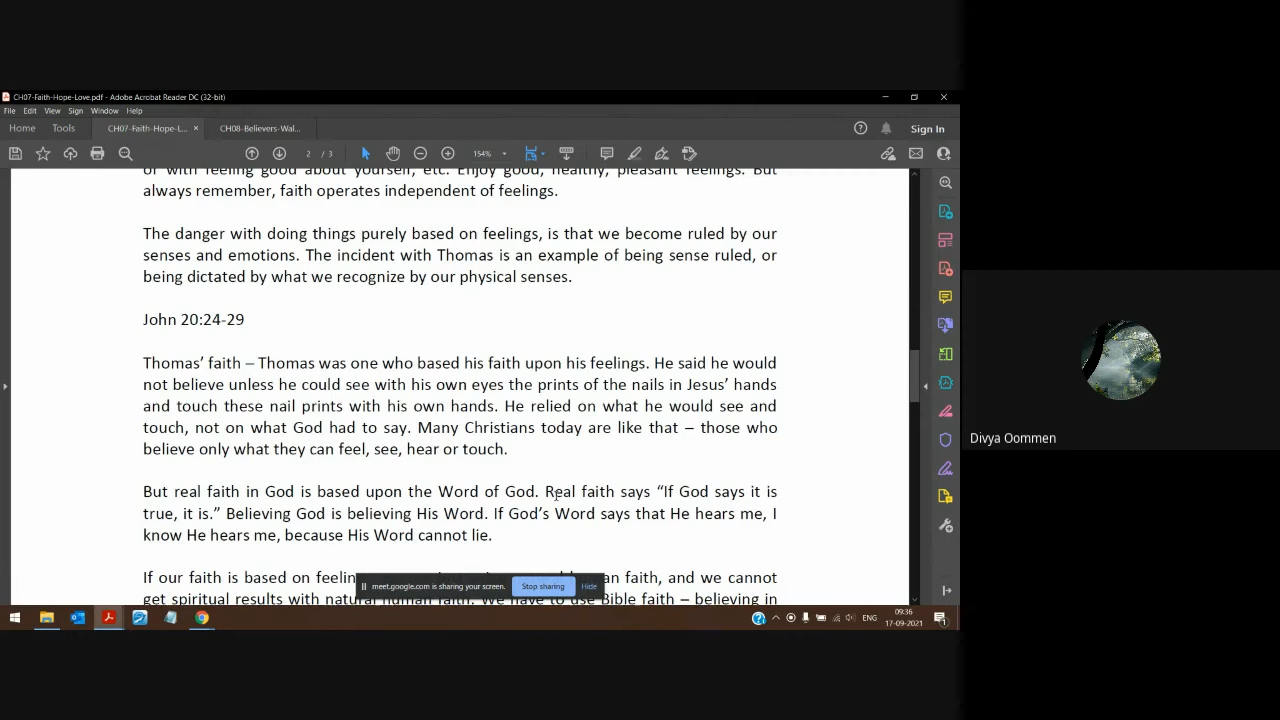 CH07-Faith-Hope-Love.pdf - Adobe Acrobat Reader DC (32-bit)
File Edit View Sign Window Help
Home Tools CH07-Faith-Hope-L... × CH08-Believers-Wal... Sign In
2 / 3 154%
or with feeling good about yourself, etc. Enjoy good, healthy, pleasant feelings. But
always remember, faith operates independent of feelings.
The danger with doing things purely based on feelings, is that we become ruled by our
senses and emotions. The incident with Thomas is an example of being sense ruled, or
being dictated by what we recognize by our physical senses.
John 20:24-29
Thomas’ faith – Thomas was one who based his faith upon his feelings. He said he would
not believe unless he could see with his own eyes the prints of the nails in Jesus’ hands
and touch these nail prints with his own hands. He relied on what he would see and
touch, not on what God had to say. Many Christians today are like that – those who
believe only what they can feel, see, hear or touch.
Divya Oommen
But real faith in God is based upon the Word of God. Real faith says “If God says it is
true, it is.” Believing God is believing His Word. If God’s Word says that He hears me, I
know He hears me, because His Word cannot lie.
If our faith is based on feelin an faith, and we cannot
meet.google.com is sharing your screen. Stop sharing Hide
get spiritual results with natural human faith. We have to use Bible faith – believing in
ENG 09:36
17-09-2021